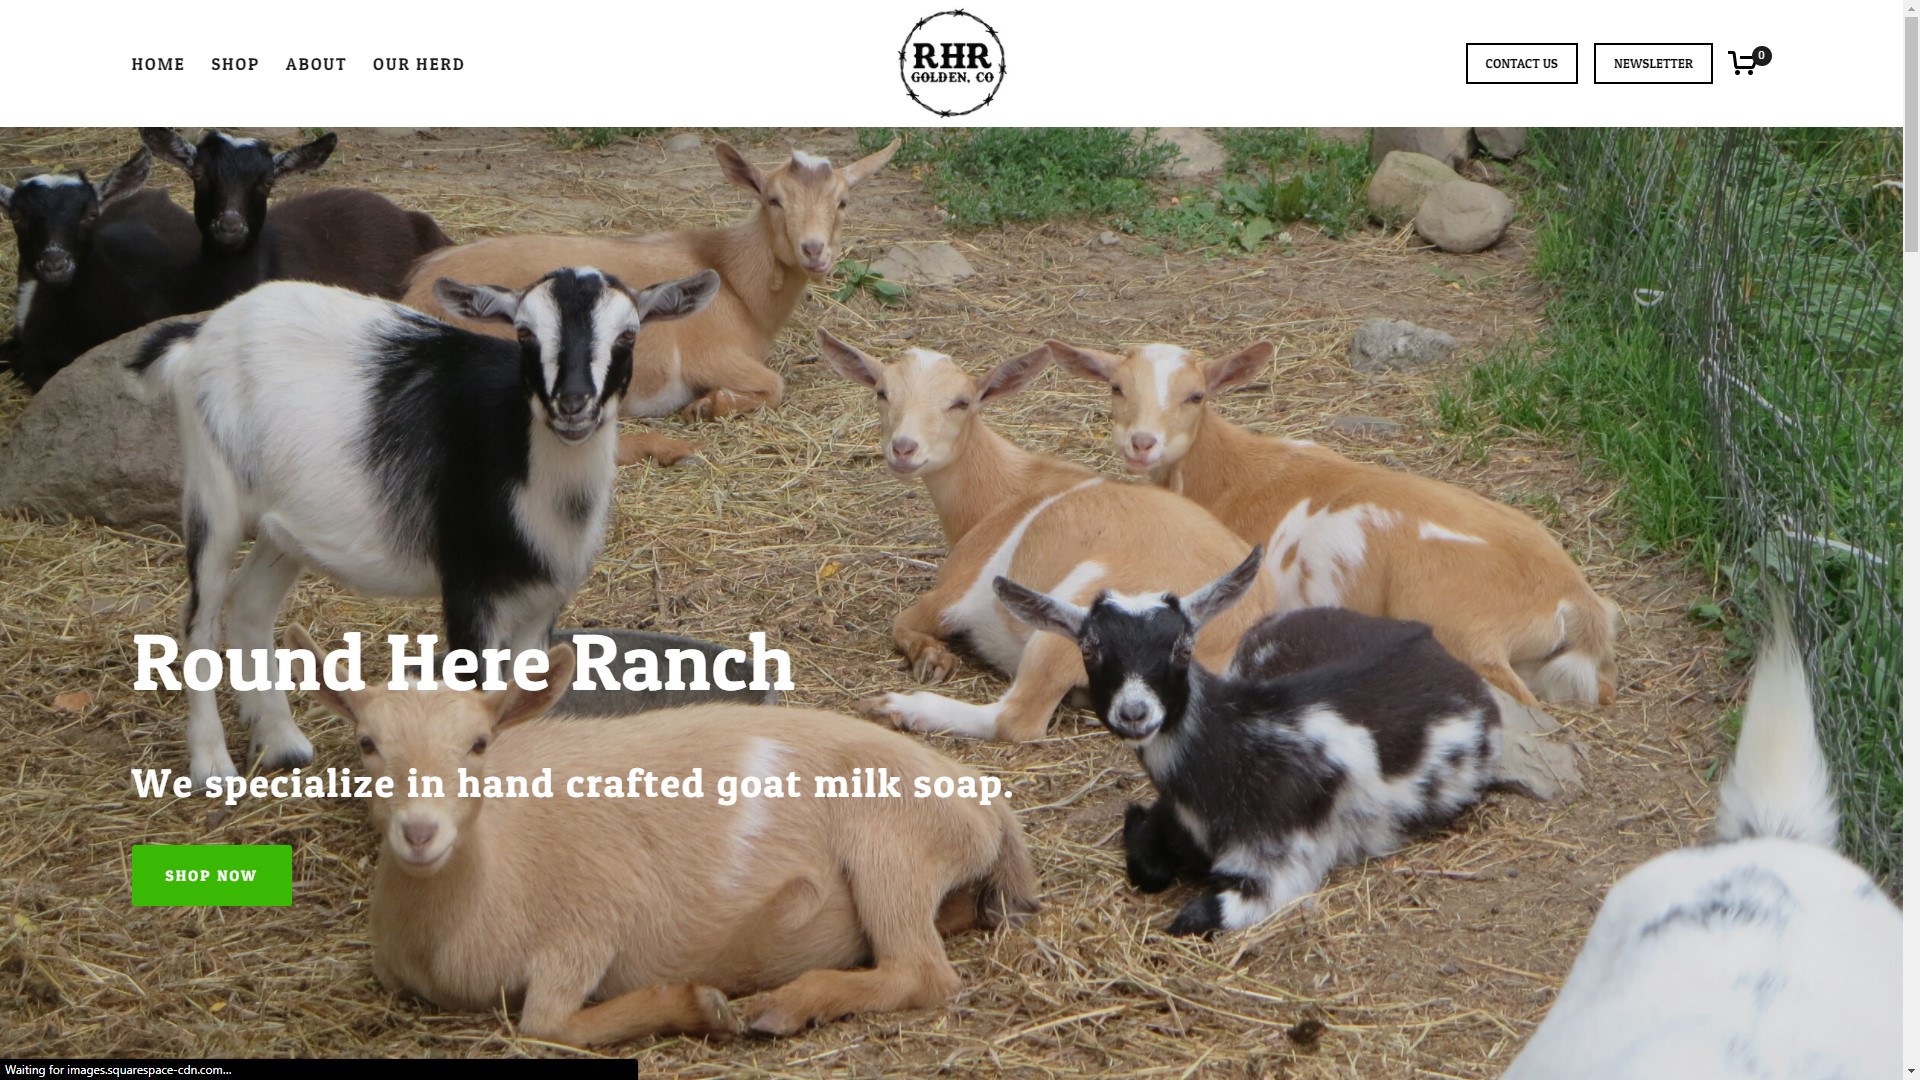 HOME SHOP ABOUT OUR HERD
RHR
GOLDEN, CO
CONTACT US NEWSLETTER 0
Round Here Ranch
We specialize in hand crafted goat milk soap.
SHOP NOW
Waiting for images.squarespace-cdn.com...